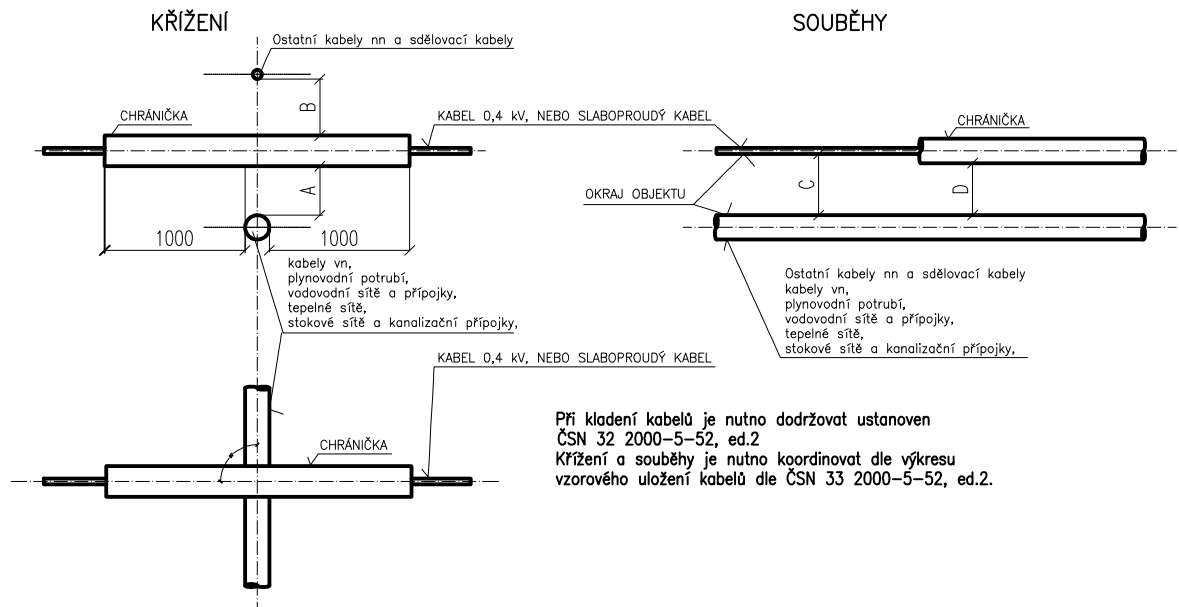 KŘÍŽENÍ
SOUBĚHY
Ostatní kabely nn a sdělovací kabely
B
CHRÁNIČKA
KABEL 0,4 kV, NEBO SLABOPROUDÝ KABEL
CHRÁNIČKA
A
C
D
OKRAJ OBJEKTU
1000
1000
kabely vn,
plynovodní potrubí,
vodovodní sítě a přípojky,
tepelné sítě,
stokové sítě a kanalizační přípojky,
Ostatní kabely nn a sdělovací kabely
kabely vn,
plynovodní potrubí,
vodovodní sítě a přípojky,
tepelné sítě,
stokové sítě a kanalizační přípojky,
KABEL 0,4 kV, NEBO SLABOPROUDÝ KABEL
CHRÁNIČKA
Při kladení kabelů je nutno dodržovat ustanoven
ČSN 32 2000-5-52, ed.2
Křížení a souběhy je nutno koordinovat dle výkresu
vzorového uložení kabelů dle ČSN 33 2000-5-52, ed.2.